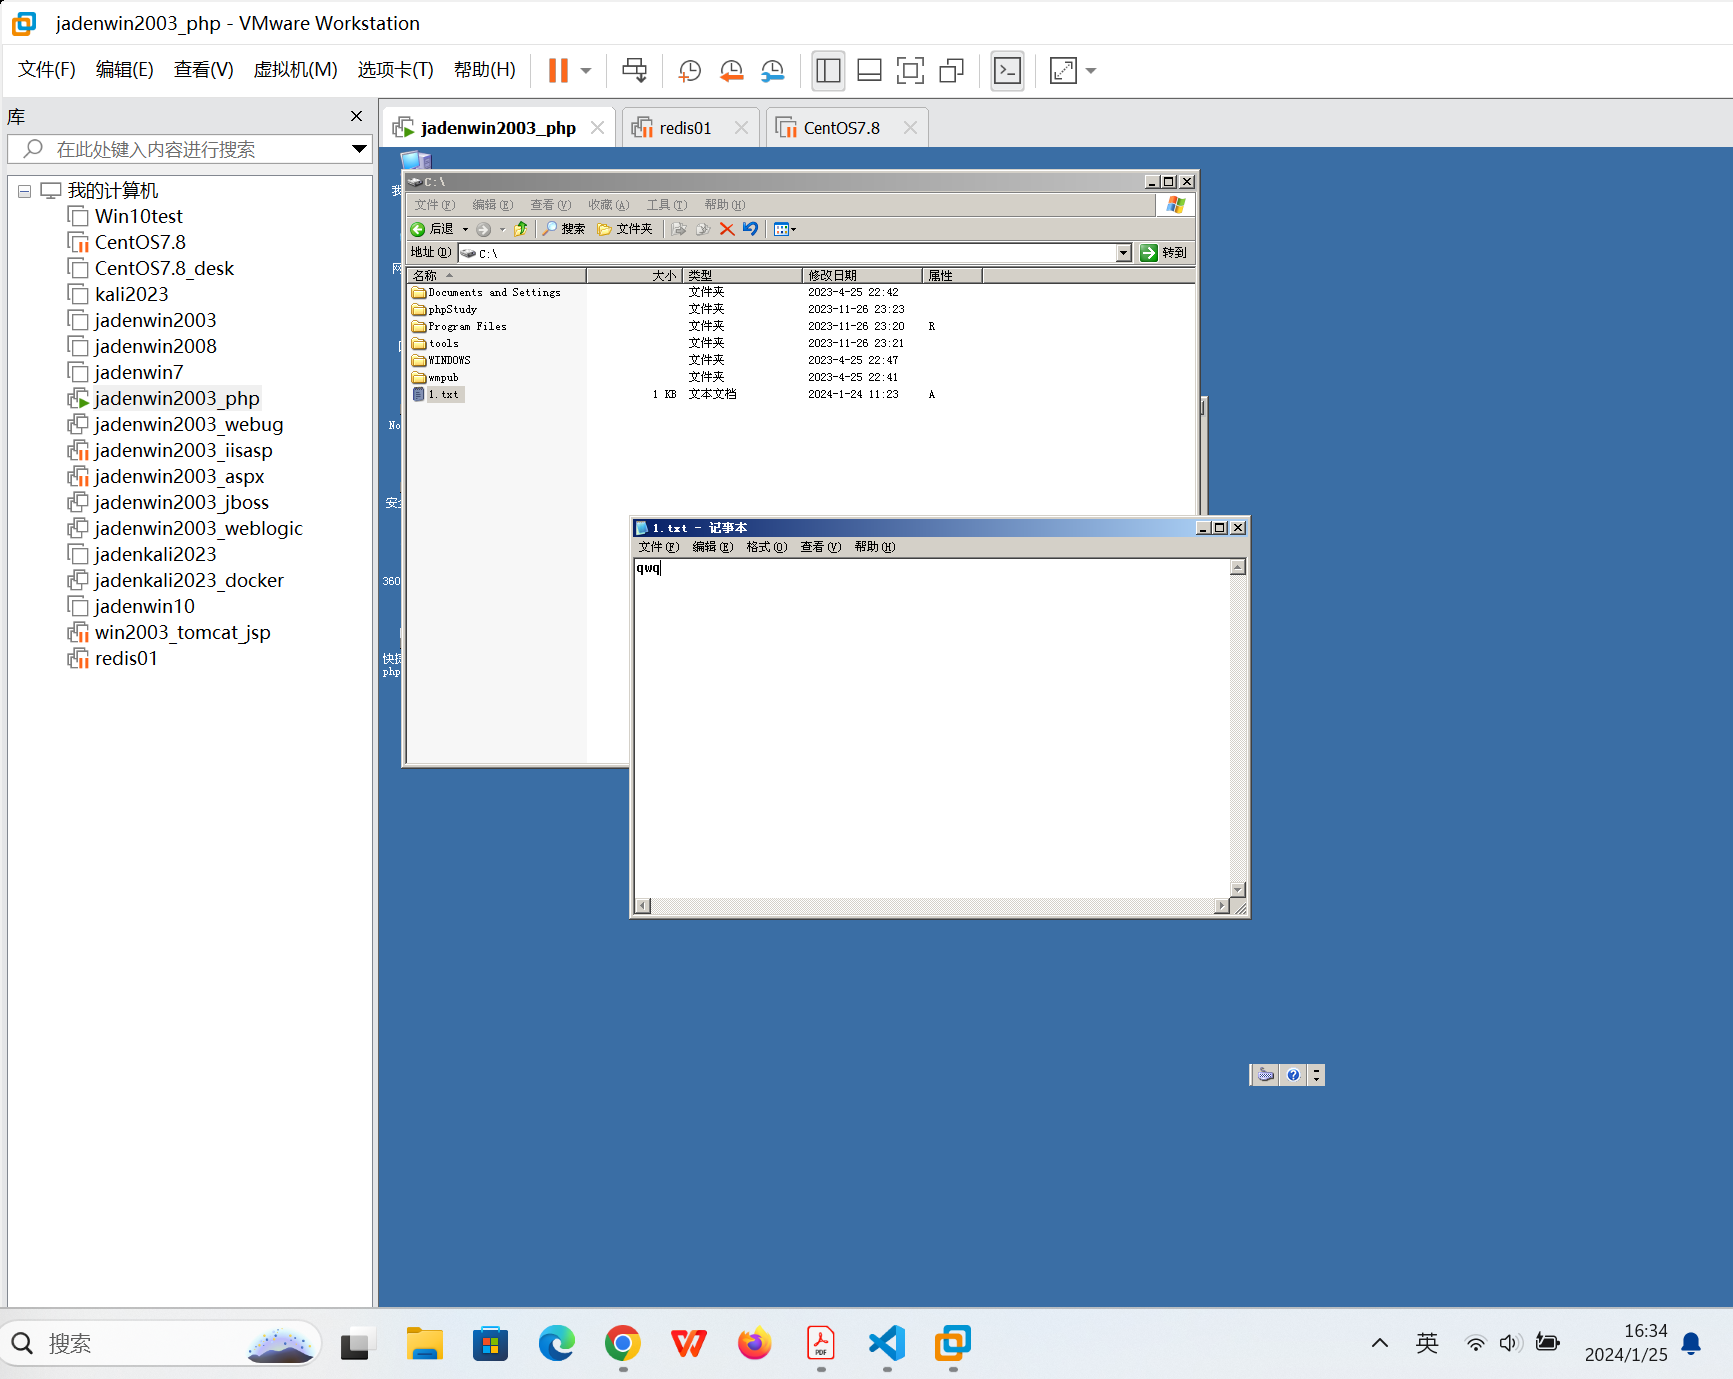 jadenwin2003_php - VMware Workstation
文件(F) 编辑(E) 查看(V) 虚拟机(M) 选项卡(T) 帮助(H)
库
在此处键入内容进行搜索
我的计算机
Win10test
CentOS7.8
CentOS7.8_desk
kali2023
jadenwin2003
jadenwin2008
jadenwin7
jadenwin2003_php
jadenwin2003_webug
jadenwin2003_iisasp
jadenwin2003_aspx
jadenwin2003_jboss
jadenwin2003_weblogic
jadenkali2023
jadenkali2023_docker
jadenwin10
win2003_tomcat_jsp
redis01
jadenwin2003_php redis01 CentOS7.8
C:\
文件(F) 编辑(E) 查看(V) 收藏(A) 工具(T) 帮助(H)
后退 搜索 文件夹
地址(D) C:\ 转到
名称 大小 类型 修改日期 属性
Documents and Settings 文件夹 2023-4-25 22:42
phpStudy 文件夹 2023-11-26 23:23
Program Files 文件夹 2023-11-26 23:20 R
tools 文件夹 2023-11-26 23:21
WINDOWS 文件夹 2023-4-25 22:47
wmpub 文件夹 2023-4-25 22:41
1.txt 1 KB 文本文档 2024-1-24 11:23 A
No
360
快捷
php
1.txt - 记事本
文件(F) 编辑(E) 格式(O) 查看(V) 帮助(H)
qwq
搜索
PDF
英
16:34
2024/1/25